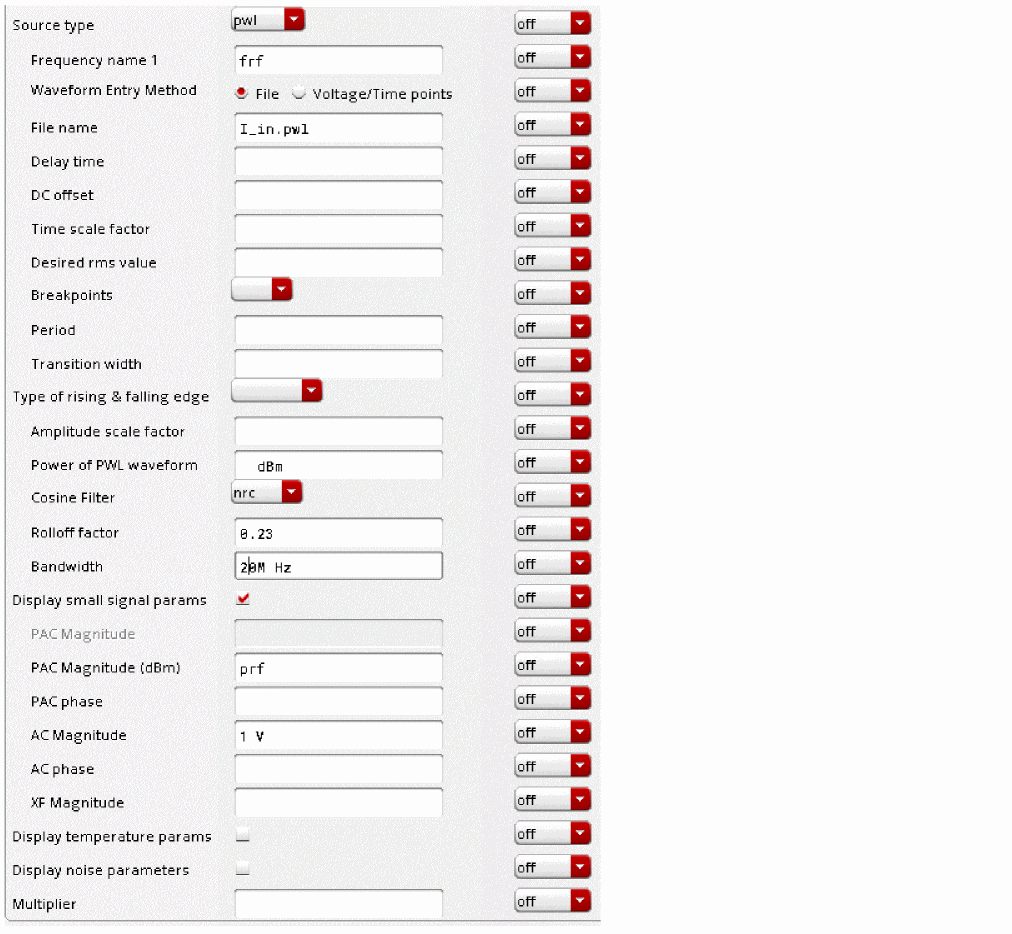 Source type pwl off
Frequency name 1 frf off
Waveform Entry Method File Voltage/Time points off
File name I_in.pwl off
Delay time off
DC offset off
Time scale factor off
Desired rms value off
Breakpoints off
Period off
Transition width off
Type of rising & falling edge off
Amplitude scale factor off
Power of PWL waveform dBm off
Cosine Filter nrc off
Rolloff factor 0.23 off
Bandwidth 20M Hz off
Display small signal params off
PAC Magnitude off
PAC Magnitude (dBm) prf off
PAC phase off
AC Magnitude 1 V off
AC phase off
XF Magnitude off
Display temperature params off
Display noise parameters off
Multiplier off